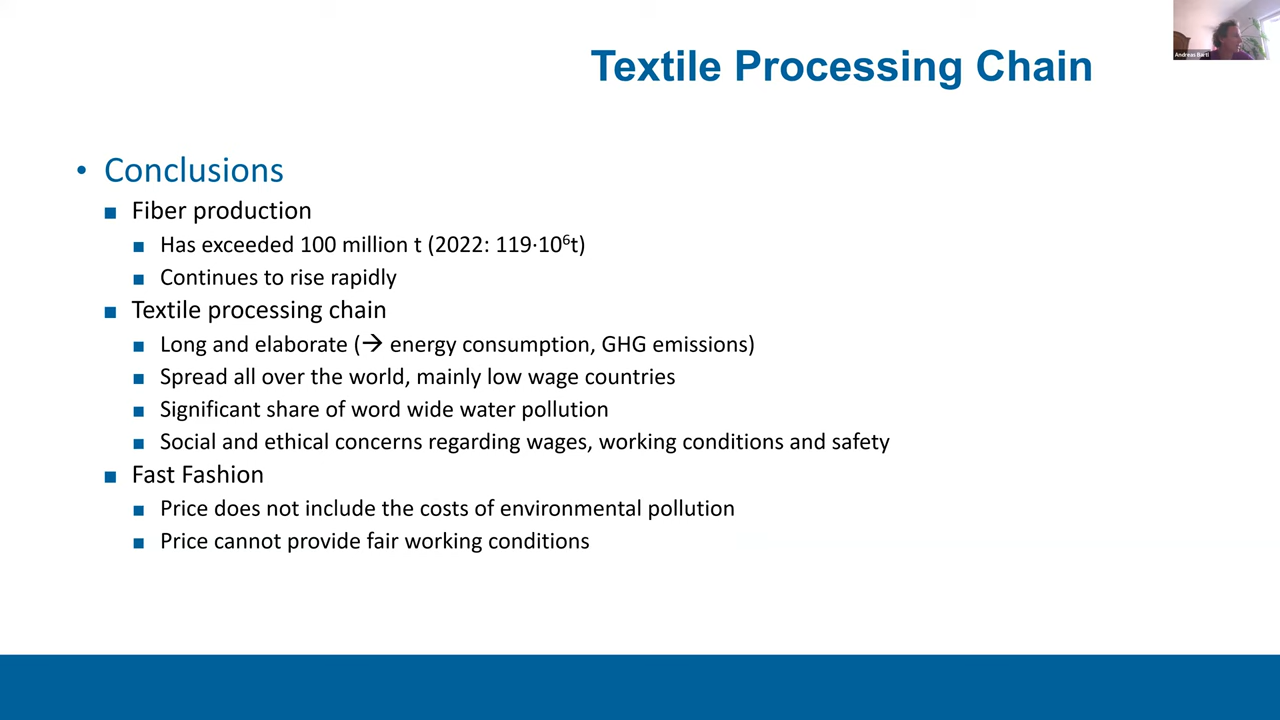 Textile Processing Chain
Andreas Bartl
• Conclusions
■ Fiber production
■ Has exceeded 100 million t (2022: 119·10⁶t)
■ Continues to rise rapidly
■ Textile processing chain
■ Long and elaborate (→ energy consumption, GHG emissions)
■ Spread all over the world, mainly low wage countries
■ Significant share of word wide water pollution
■ Social and ethical concerns regarding wages, working conditions and safety
■ Fast Fashion
■ Price does not include the costs of environmental pollution
■ Price cannot provide fair working conditions